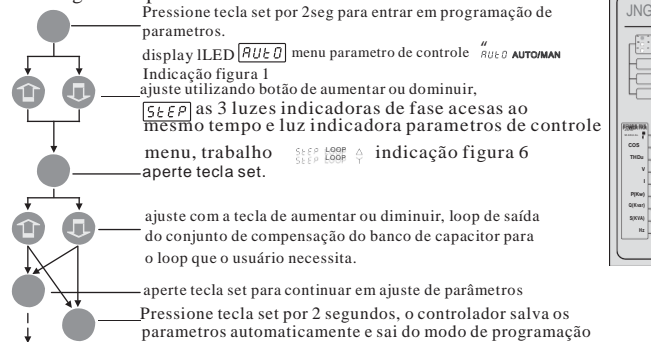 Pressione tecla set por 2seg para entrar em programação de
parametros.
display lLED AUtO menu parametro de controle AUtO AUTO/MAN
Indicação figura 1
ajuste utilizando botão de aumentar ou dominuir,
StEP as 3 luzes indicadoras de fase acesas ao
mesmo tempo e luz indicadora parametros de controle
menu, trabalho StEP LOOP △ indicação figura 6
StEP LOOP Y
aperte tecla set.
ajuste com a tecla de aumentar ou diminuir, loop de saída
do conjunto de compensação do banco de capacitor para
o loop que o usuário necessita.
aperte tecla set para continuar em ajuste de parâmetros
Pressione tecla set por 2 segundos, o controlador salva os
parametros automaticamente e sai do modo de programação
JNG
COS
THDu
V
I
P(Kw)
Q(Kvar)
S(KVA)
Hz